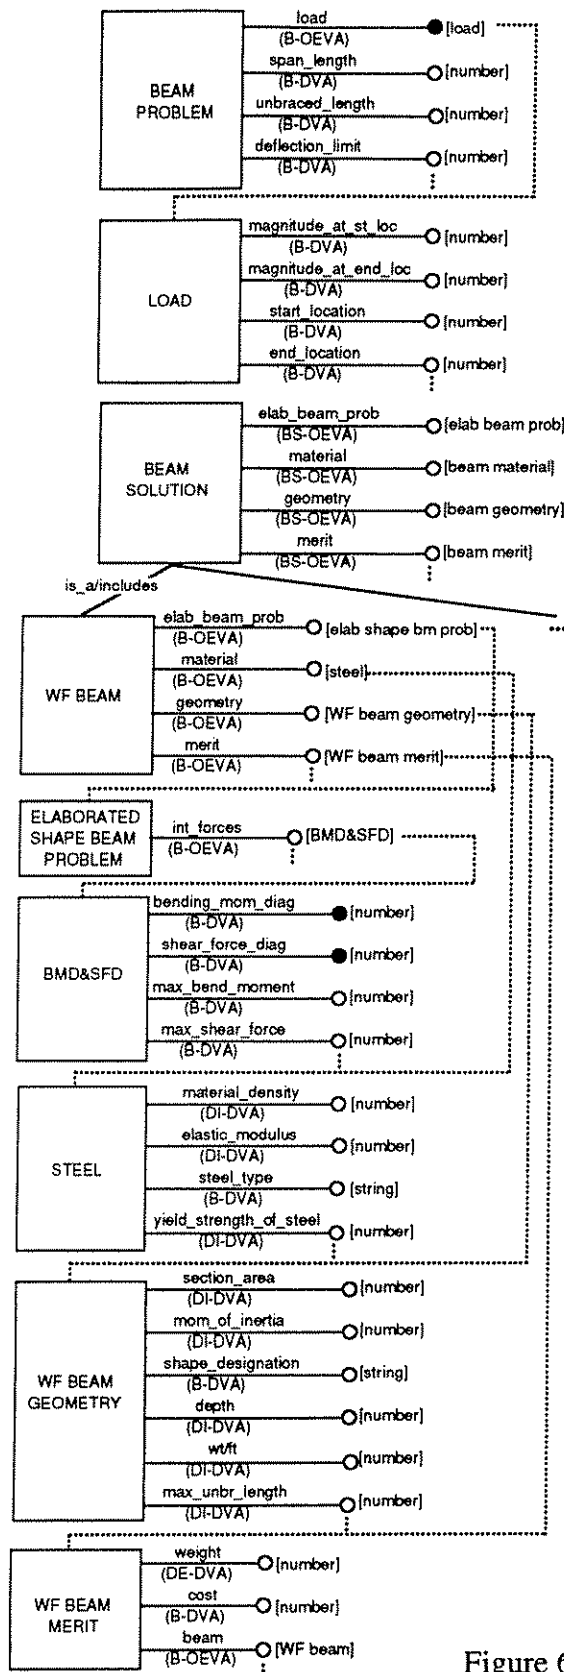 load
(B-OEVA)
[load]
span_length
(B-DVA)
[number]
BEAM
PROBLEM
unbraced_length
(B-DVA)
[number]
deflection_limit
(B-DVA)
[number]
magnitude_at_st_loc
(B-DVA)
[number]
magnitude_at_end_loc
(B-DVA)
[number]
LOAD
start_location
(B-DVA)
[number]
end_location
(B-DVA)
[number]
elab_beam_prob
(BS-OEVA)
[elab beam prob]
material
(BS-OEVA)
[beam material]
BEAM
SOLUTION
geometry
(BS-OEVA)
[beam geometry]
merit
(BS-OEVA)
[beam merit]
is_a/includes
elab_beam_prob
(B-OEVA)
[elab shape bm prob]
material
(B-OEVA)
[steel]
WF BEAM
geometry
(B-OEVA)
[WF beam geometry]
merit
(B-OEVA)
[WF beam merit]
ELABORATED
SHAPE BEAM
PROBLEM
int_forces
(B-OEVA)
[BMD&SFD]
bending_mom_diag
(B-DVA)
[number]
shear_force_diag
(B-DVA)
[number]
BMD&SFD
max_bend_moment
(B-DVA)
[number]
max_shear_force
(B-DVA)
[number]
material_density
(DI-DVA)
[number]
elastic_modulus
(DI-DVA)
[number]
STEEL
steel_type
(B-DVA)
[string]
yield_strength_of_steel
(DI-DVA)
[number]
section_area
(DI-DVA)
[number]
mom_of_inertia
(DI-DVA)
[number]
WF BEAM
GEOMETRY
shape_designation
(B-DVA)
[string]
depth
(DI-DVA)
[number]
wt/ft
(DI-DVA)
[number]
max_unbr_length
(DI-DVA)
[number]
weight
(DE-DVA)
[number]
WF BEAM
MERIT
cost
(B-DVA)
[number]
beam
(B-OEVA)
[WF beam]
Figure 6